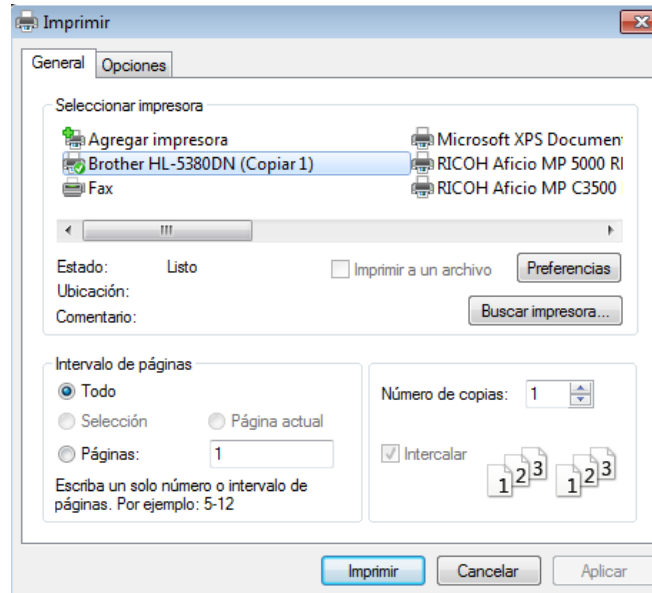 Imprimir
General Opciones
Seleccionar impresora
Agregar impresora Microsoft XPS Documen
Brother HL-5380DN (Copiar 1) RICOH Aficio MP 5000
Fax RICOH Aficio MP C3500
Estado: Listo Imprimir a un archivo Preferencias
Ubicación:
Comentario: Buscar impresora...
Intervalo de páginas
Todo Número de copias: 1
Selección Página actual
Páginas: 1 Intercalar
1 2 3 1 2 3
Escriba un solo número o intervalo de
páginas. Por ejemplo: 5-12
Imprimir Cancelar Aplicar